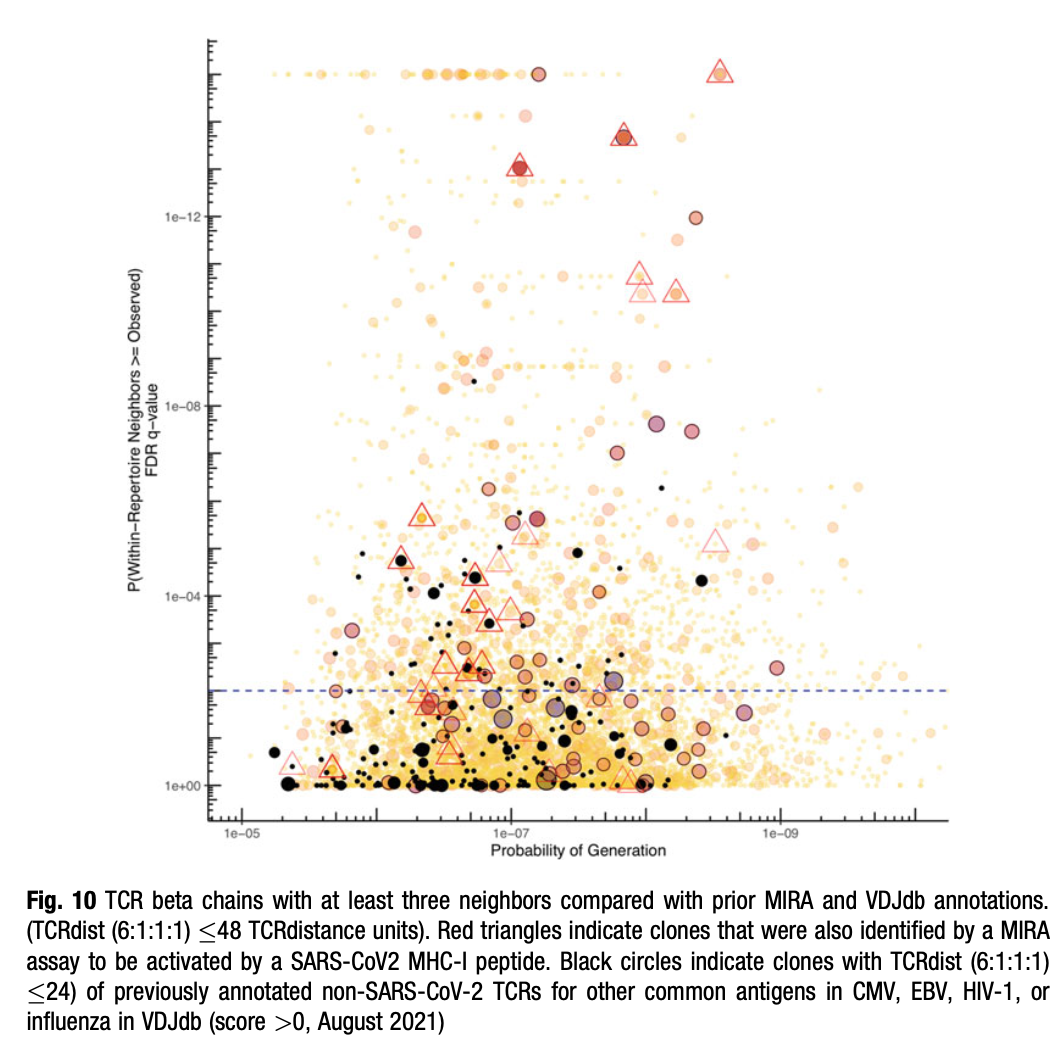 1e−12
1e−08
1e−04
1e+00
P(Within−Repertoire Neighbors >= Observed)
FDR q−value
1e−05
1e−07
1e−09
Probability of Generation
Fig. 10 TCR beta chains with at least three neighbors compared with prior MIRA and VDJdb annotations.
(TCRdist (6:1:1:1) ≤48 TCRdistance units). Red triangles indicate clones that were also identified by a MIRA
assay to be activated by a SARS-CoV2 MHC-I peptide. Black circles indicate clones with TCRdist (6:1:1:1)
≤24) of previously annotated non-SARS-CoV-2 TCRs for other common antigens in CMV, EBV, HIV-1, or
influenza in VDJdb (score >0, August 2021)